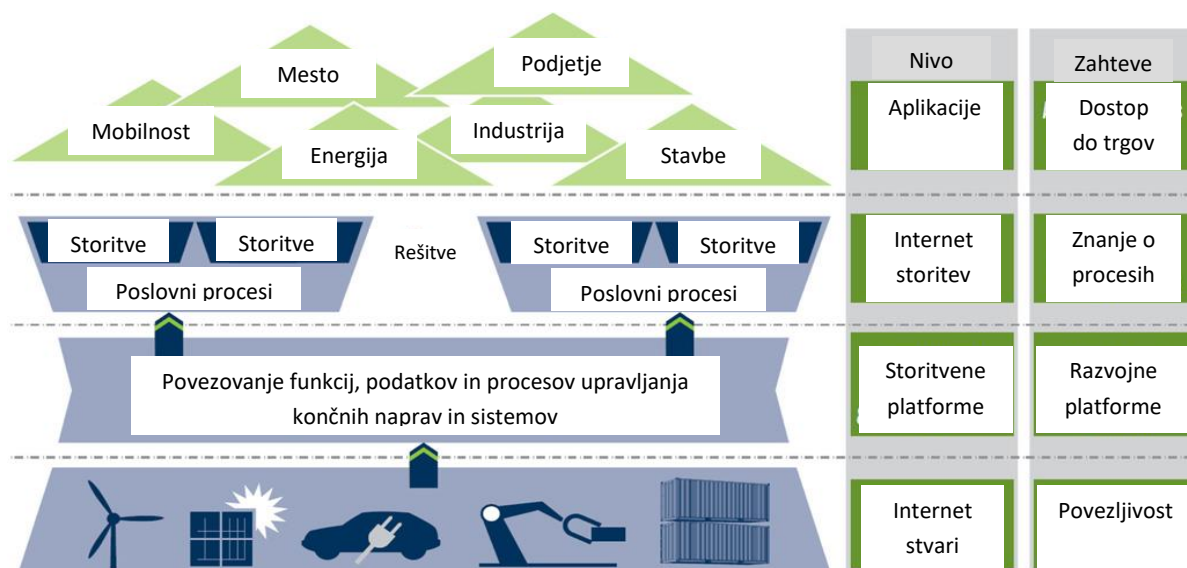 Mesto
Podjetje
Mobilnost
Energija
Industrija
Stavbe
Storitve
Storitve
Poslovni procesi
Rešitve
Storitve
Storitve
Poslovni procesi
Povezovanje funkcij, podatkov in procesov upravljanja
končnih naprav in sistemov
Nivo
Aplikacije
Internet
storitev
Storitvene
platforme
Internet
stvari
Zahteve
Dostop
do trgov
Znanje o
procesih
Razvojne
platforme
Povezljivost